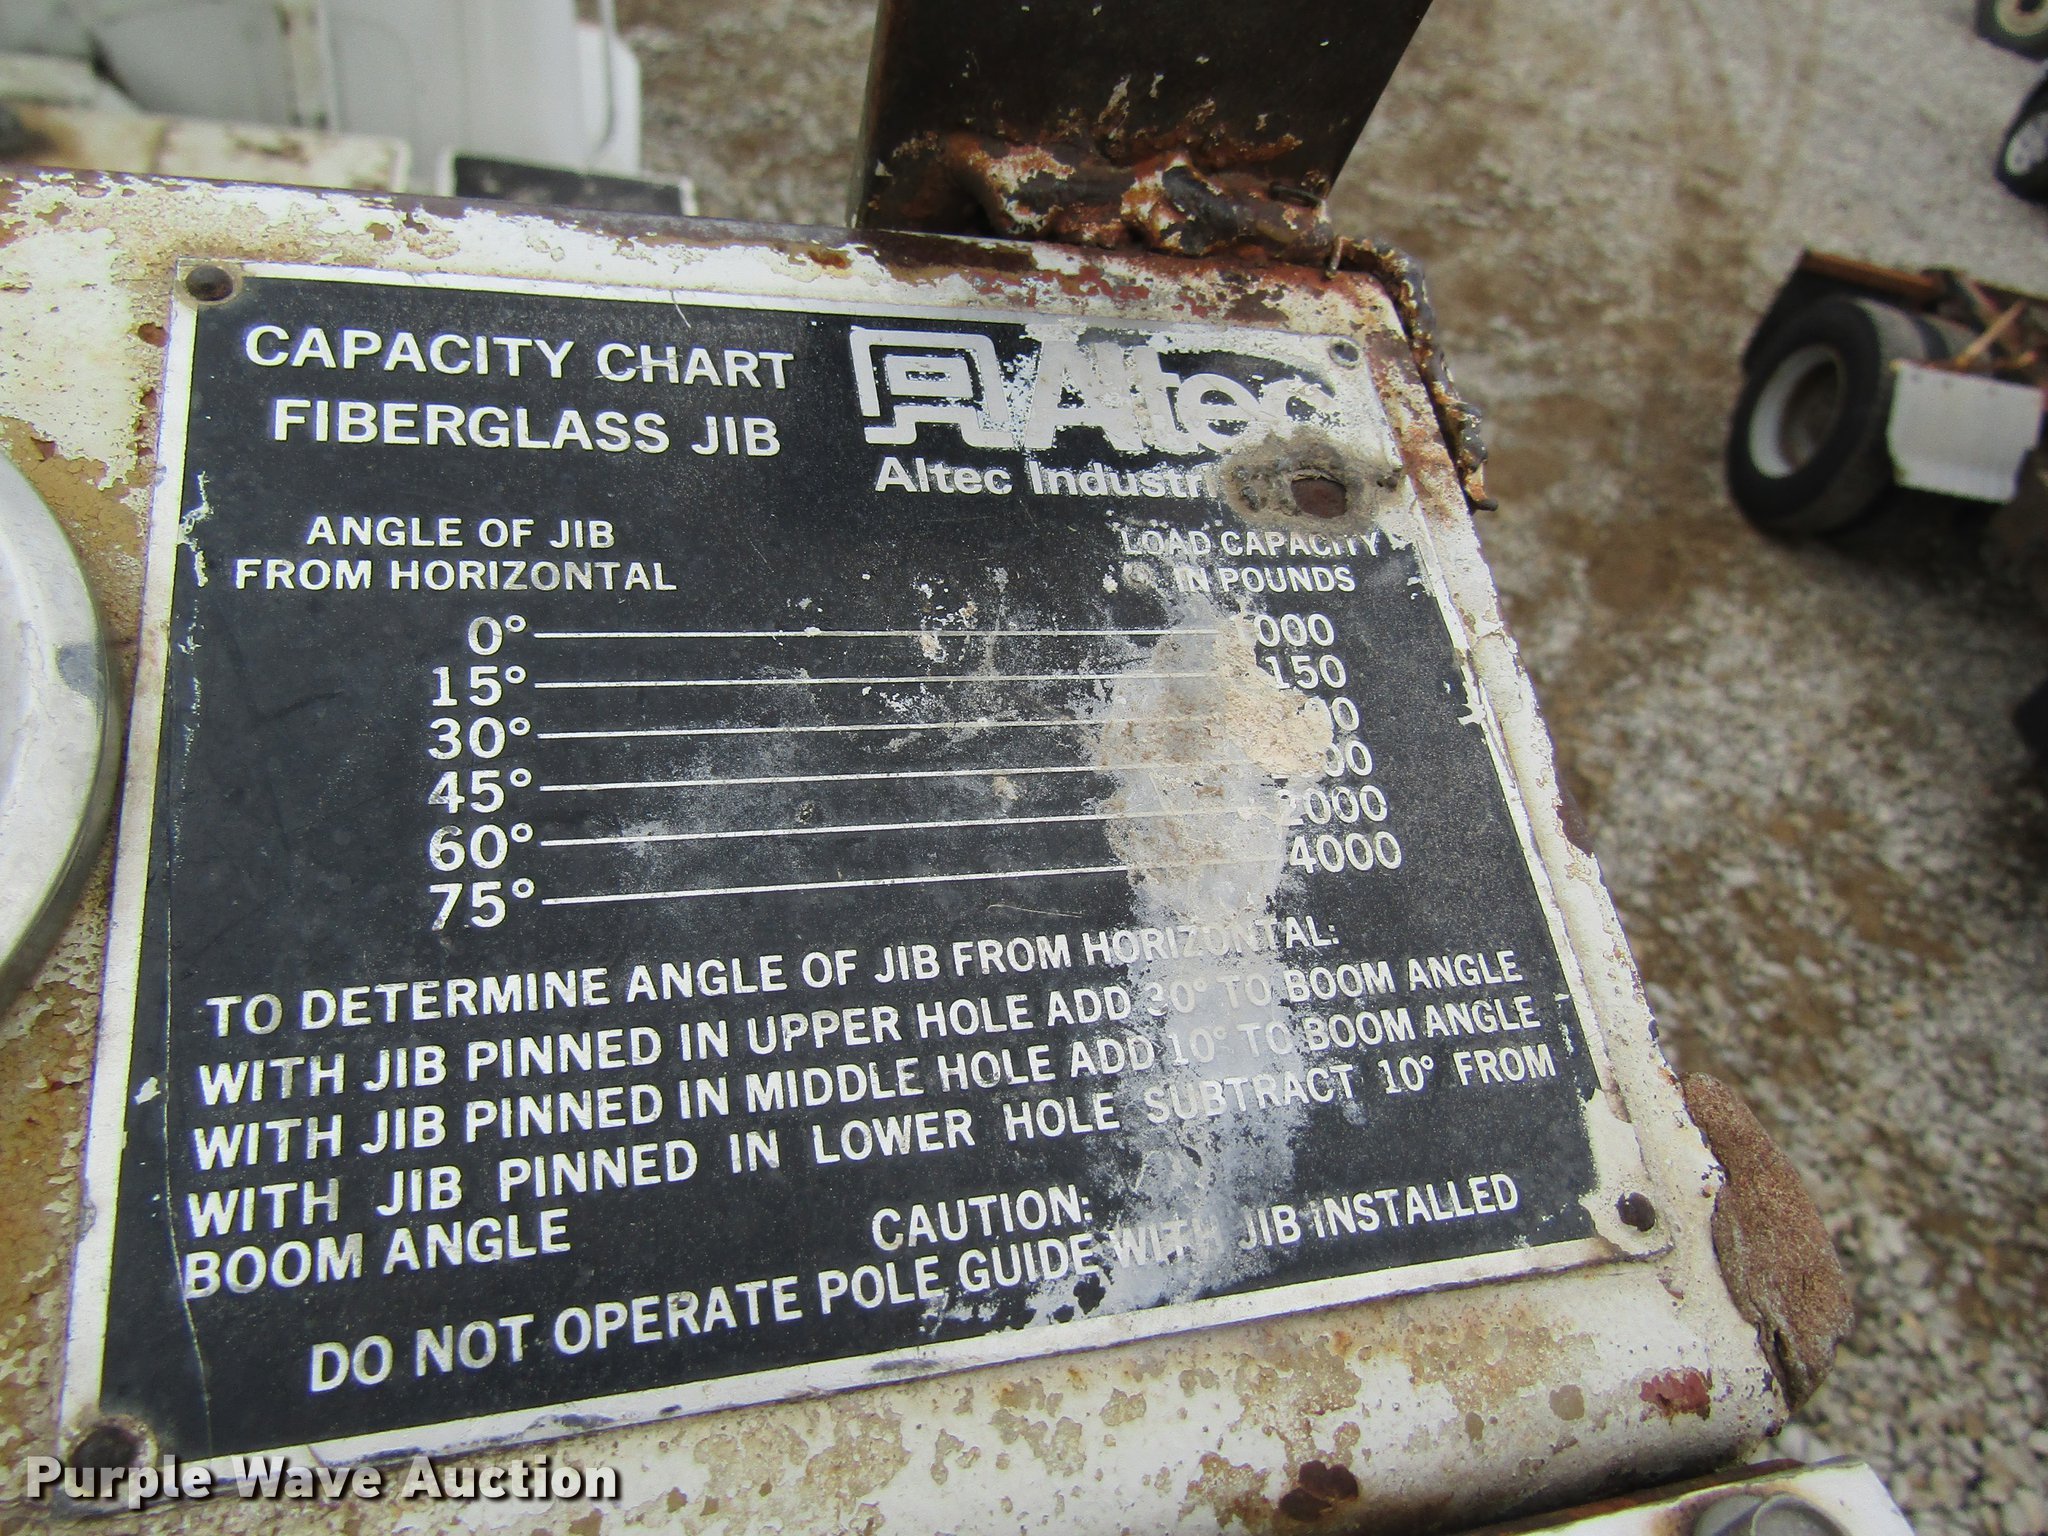 CAPACITY CHART
FIBERGLASS JIB
Altec
Altec
ANGLE OF JIB
FROM HORIZONTAL
LOAD CAPACITY
IN POUNDS
0°
15°
30°
45°
60° 2000
75° 4000
TO DETERMINE ANGLE OF JIB FROM HORIZONTAL:
WITH JIB PINNED IN UPPER HOLE ADD 30° TO BOOM ANGLE
WITH JIB PINNED IN MIDDLE HOLE ADD 10° TO BOOM ANGLE
WITH JIB PINNED IN LOWER HOLE SUBTRACT 10° FROM
BOOM ANGLE
CAUTION:
DO NOT OPERATE POLE GUIDE WITH JIB INSTALLED
Purple Wave Auction